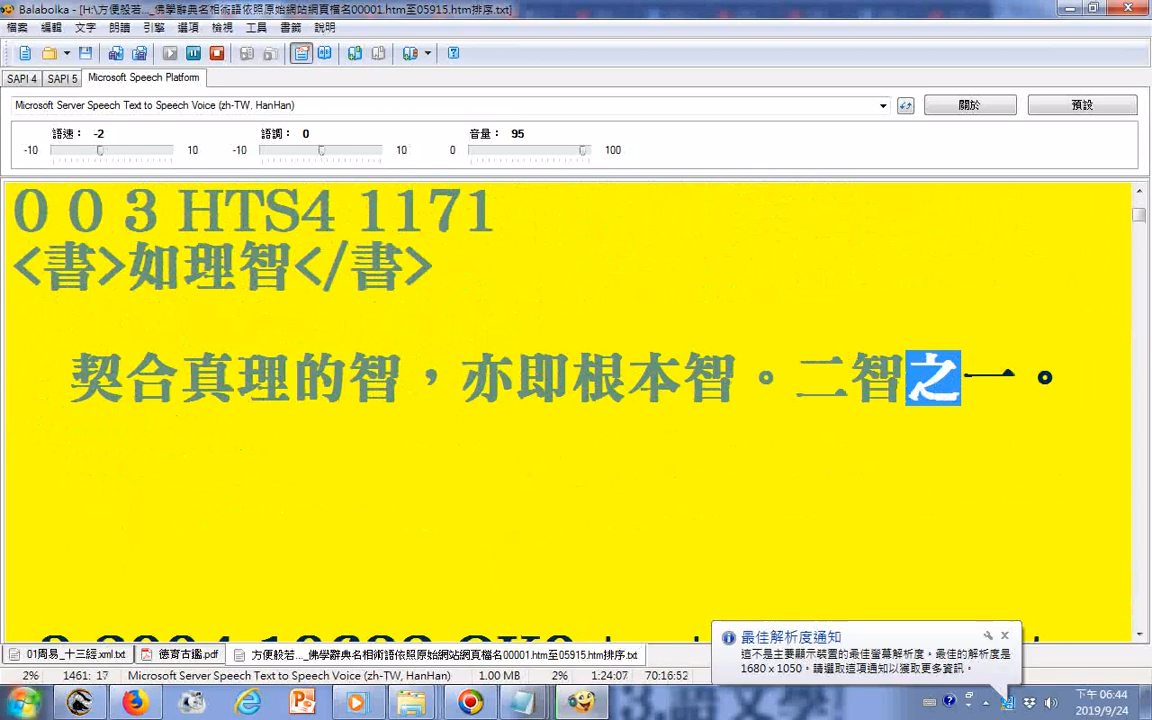 Balabolka - [H:\方便般若..._佛學辭典名相術語依照原始網站網頁檔名00001.htm至05915.htm排序.txt]
檔案 編輯 文字 朗讀 引擎 選項 檢視 工具 書籤 說明
SAPI 4 SAPI 5 Microsoft Speech Platform
Microsoft Server Speech Text to Speech Voice (zh-TW, HanHan) 關於 預設
語速： -2 語調： 0 音量： 95
-10 10 -10 10 0 100
0 0 3 HTS4 1171
<書>如理智</書>
契合真理的智，亦即根本智。二智之一。
最佳解析度通知
這不是主要顯示裝置的最佳螢幕解析度。最佳的解析度是
1680 x 1050。請選取這項通知以獲取更多資訊。
01周易_十三經.xml.txt 德育古鑑.pdf 方便般若..._佛學辭典名相術語依照原始網站網頁檔名00001.htm至05915.htm排序.txt
2% 1461: 17 Microsoft Server Speech Text to Speech Voice (zh-TW, HanHan) 1.00 MB 2% 1:24:07 70:16:52
3.語文學
下午 06:44
2019/9/24